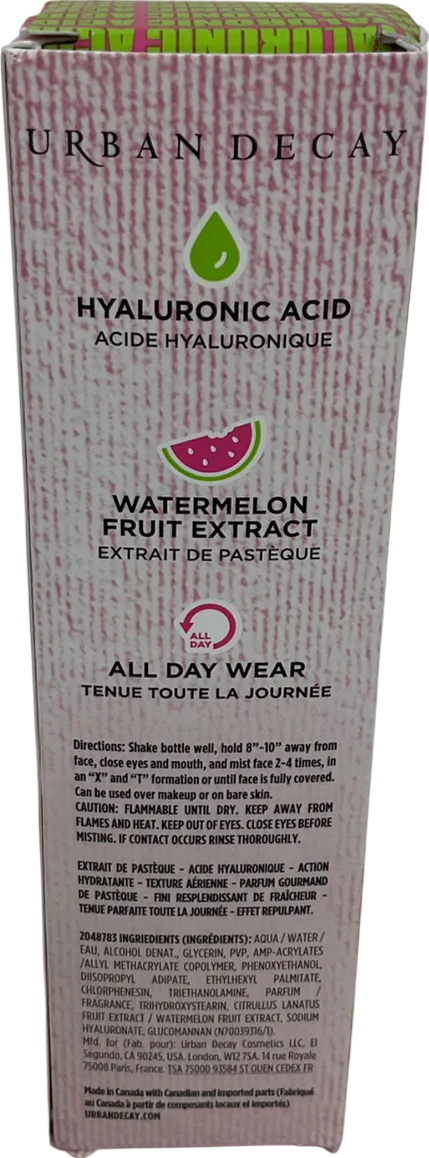 URBAN DECAY
HYALURONIC ACID
ACIDE HYALURONIQUE
WATERMELON
FRUIT EXTRACT
EXTRAIT DE PASTÈQUE
ALL
DAY
ALL DAY WEAR
TENUE TOUTE LA JOURNÉE
Directions: Shake bottle well, hold 8”-10” away from
face, close eyes and mouth, and mist face 2-4 times, in
an “X” and “T” formation or until face is fully covered.
Can be used over makeup or on bare skin.
CAUTION: FLAMMABLE UNTIL DRY. KEEP AWAY FROM
FLAMES AND HEAT. KEEP OUT OF EYES. CLOSE EYES BEFORE
MISTING. IF CONTACT OCCURS RINSE THOROUGHLY.
EXTRAIT DE PASTÈQUE – ACIDE HYALURONIQUE – ACTION
HYDRATANTE – TEXTURE AÉRIENNE – PARFUM GOURMAND
DE PASTÈQUE – FINI RESPLENDISSANT DE FRAÎCHEUR –
TENUE PARFAITE TOUTE LA JOURNÉE – EFFET REPULPANT.
2048783 INGREDIENTS (INGRÉDIENTS): AQUA / WATER /
EAU, ALCOHOL DENAT., GLYCERIN, PVP, AMP-ACRYLATES
/ALLYL METHACRYLATE COPOLYMER, PHENOXYETHANOL,
DIISOPROPYL ADIPATE, ETHYLHEXYL PALMITATE,
CHLORPHENESIN, TRIETHANOLAMINE, PARFUM /
FRAGRANCE, TRIHYDROXYSTEARIN, CITRULLUS LANATUS
FRUIT EXTRACT / WATERMELON FRUIT EXTRACT, SODIUM
HYALURONATE, GLUCOMANNAN (N70039316/1).
Mfd. for (Fab. pour): Urban Decay Cosmetics LLC, El
Segundo, CA 90245, USA. London, W12 7SA. 14 rue Royale
75008 Paris, France. TSA 75000 93584 ST OUEN CEDEX FR
Made in Canada with Canadian and imported parts (Fabriqué
au Canada à partir de composants locaux et importés)
URBANDECAY.COM